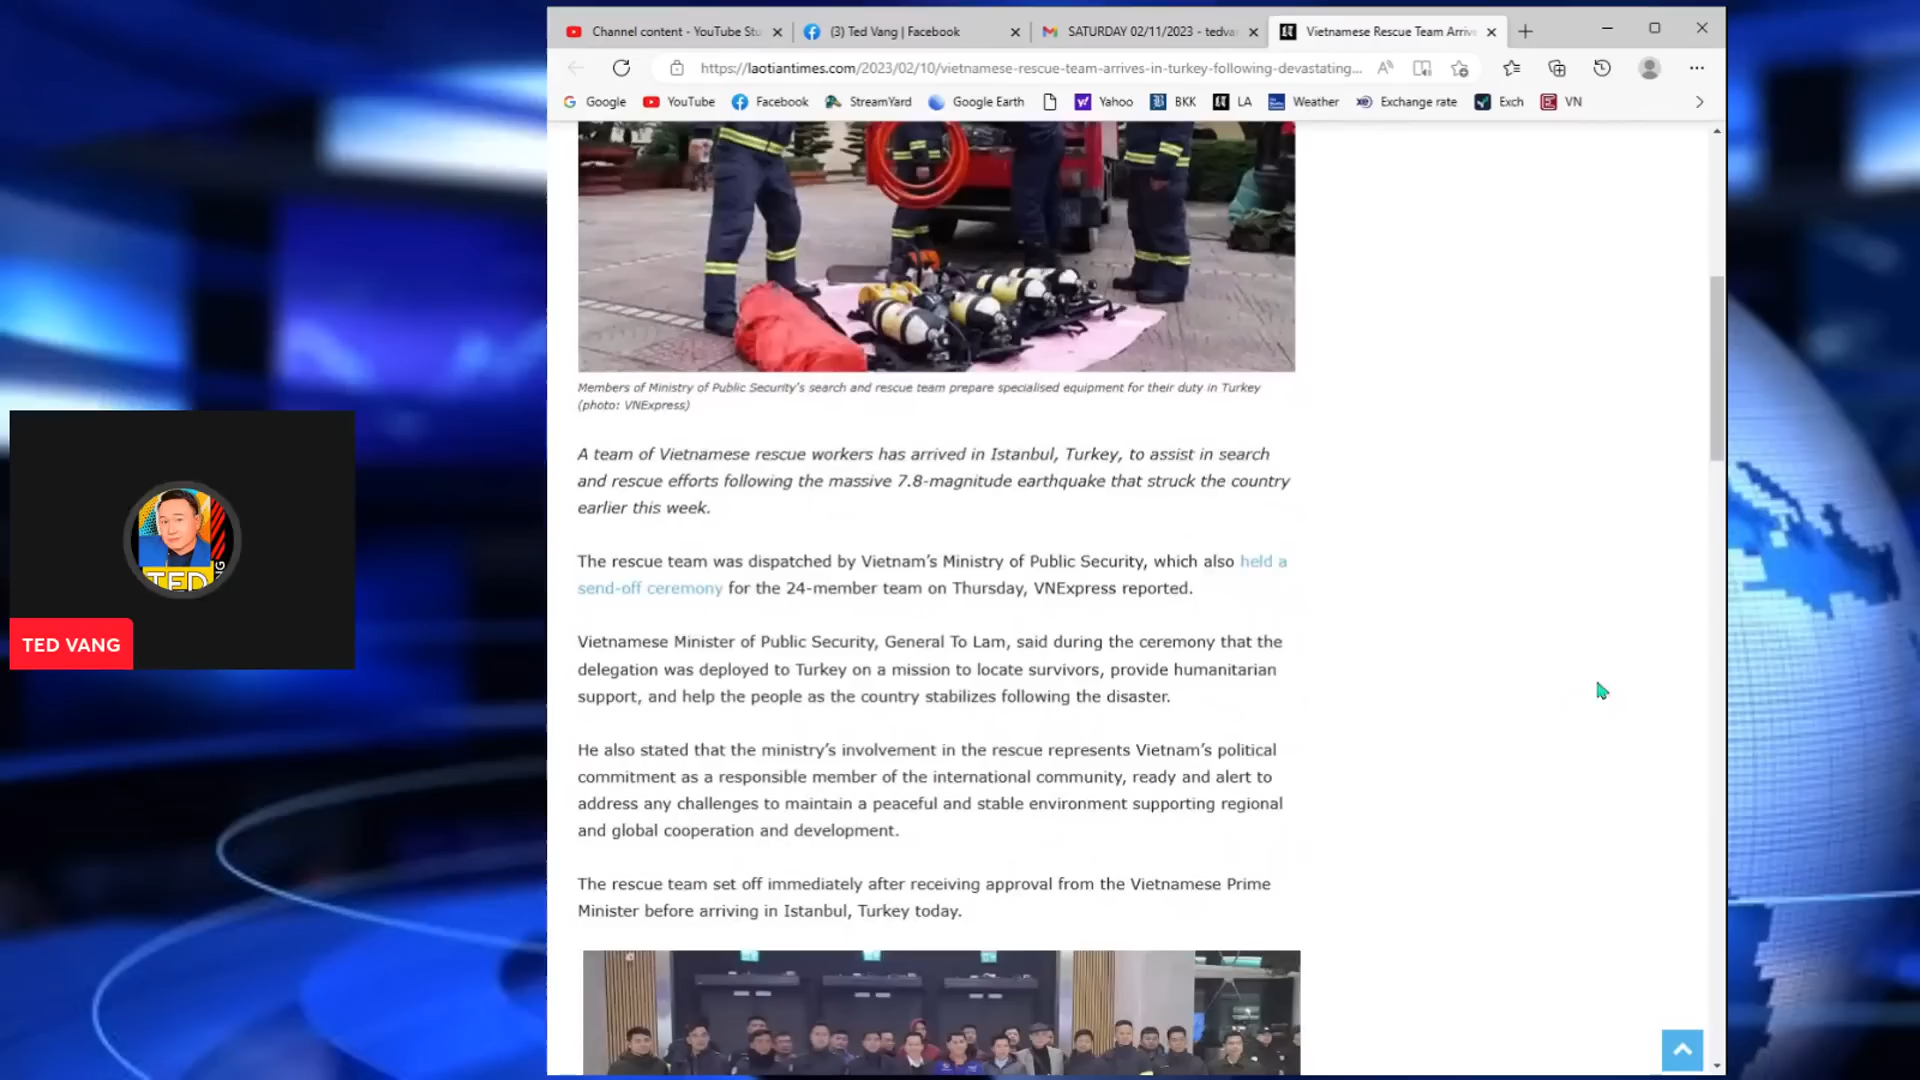 Channel content - YouTube Stu
(3) Ted Vang | Facebook
SATURDAY 02/11/2023 - tedva
Vietnamese Rescue Team Arrive
https://laotiantimes.com/2023/02/10/vietnamese-rescue-team-arrives-in-turkey-following-devastating...
Google
YouTube
Facebook
StreamYard
Google Earth
Yahoo
BKK
LA
Weather
Exchange rate
Exch
VN
Members of Ministry of Public Security's search and rescue team prepare specialised equipment for their duty in Turkey
(photo: VNExpress)
A team of Vietnamese rescue workers has arrived in Istanbul, Turkey, to assist in search
and rescue efforts following the massive 7.8-magnitude earthquake that struck the country
earlier this week.
The rescue team was dispatched by Vietnam's Ministry of Public Security, which also held a
send-off ceremony for the 24-member team on Thursday, VNExpress reported.
Vietnamese Minister of Public Security, General To Lam, said during the ceremony that the
delegation was deployed to Turkey on a mission to locate survivors, provide humanitarian
support, and help the people as the country stabilizes following the disaster.
He also stated that the ministry's involvement in the rescue represents Vietnam's political
commitment as a responsible member of the international community, ready and alert to
address any challenges to maintain a peaceful and stable environment supporting regional
and global cooperation and development.
The rescue team set off immediately after receiving approval from the Vietnamese Prime
Minister before arriving in Istanbul, Turkey today.
TED
TED VANG